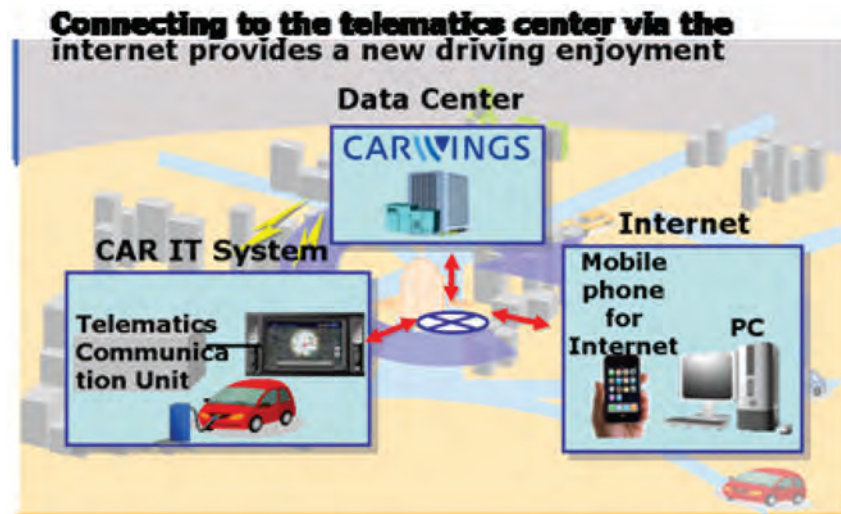 Connecting to the telematics center via the
internet provides a new driving enjoyment
Data Center
CARWINGS
CAR IT System
Telematics
Communica
tion Unit
Internet
Mobile
phone
for
Internet
PC